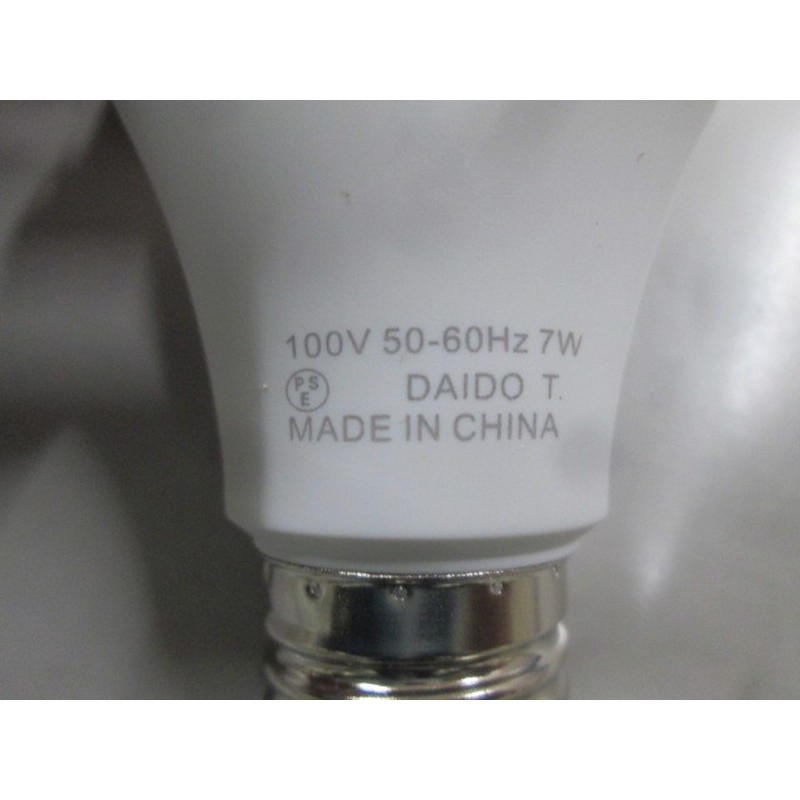 100V 50-60Hz 7W
PSE DAIDO T.
MADE IN CHINA